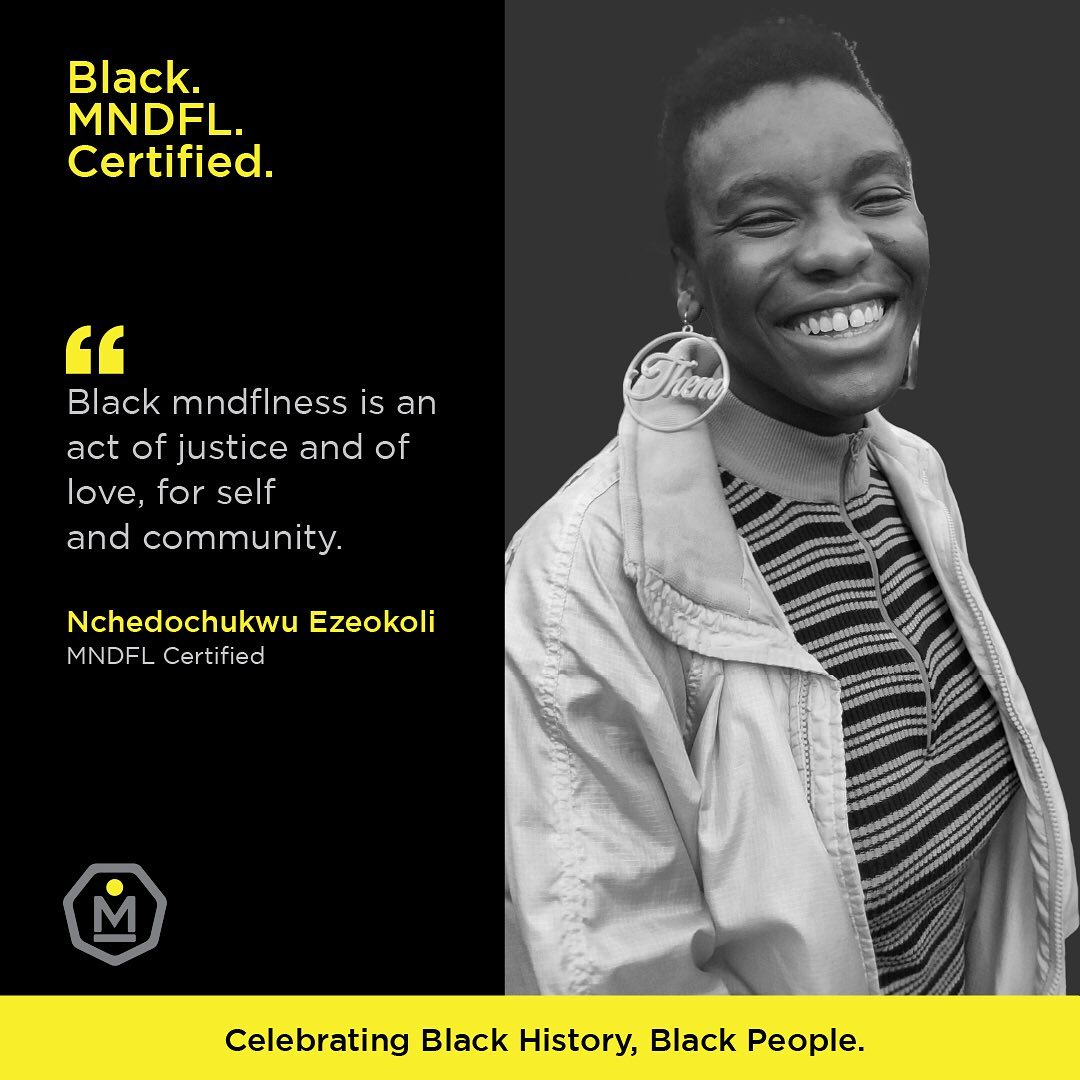 Black.
MNDFL.
Certified.
“
Black mndflness is an
act of justice and of
love, for self
and community.
Nchedochukwu Ezeokoli
MNDFL Certified
Them
M
Celebrating Black History, Black People.